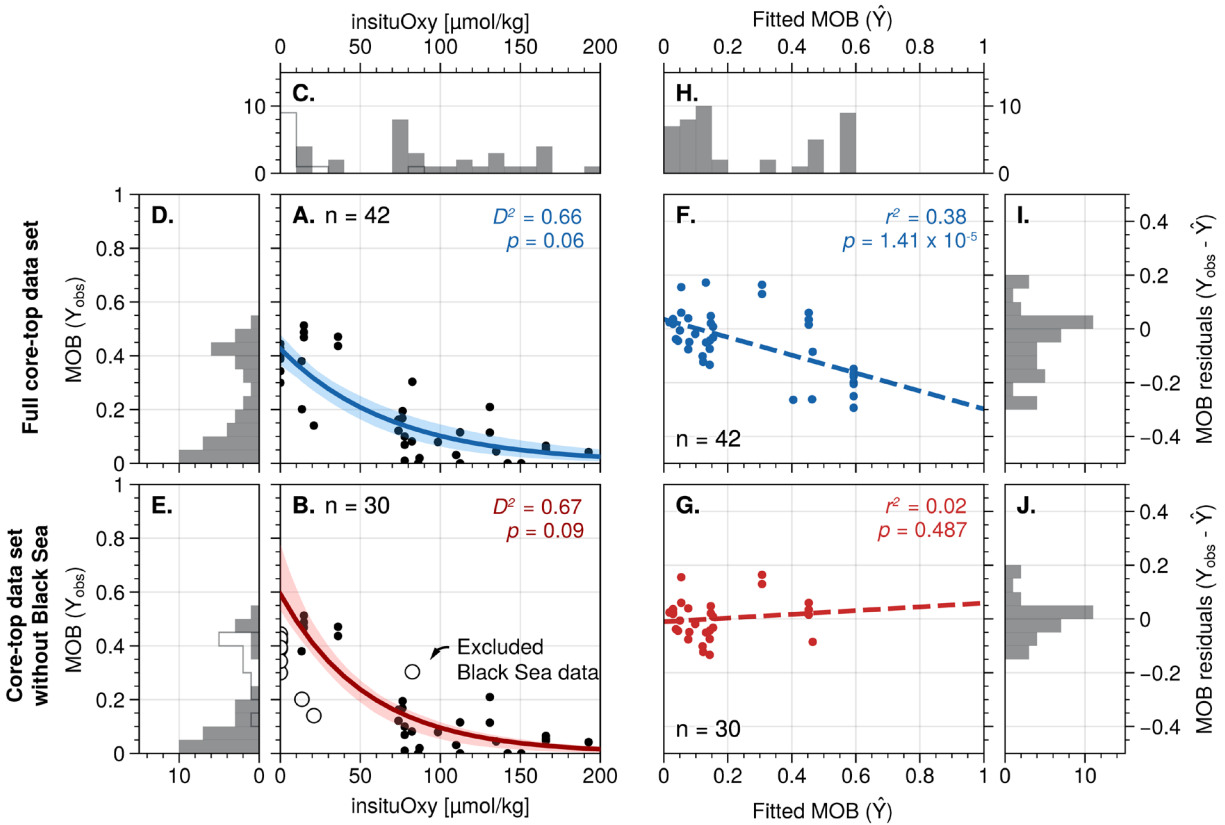 insituOxy [µmol/kg]
0 50 100 150 200
Fitted MOB (Ŷ)
0 0.2 0.4 0.6 0.8 1
C.
10
0
H.
10
0
Full core-top data set
MOB (Yobs)
1
0.8
0.6
0.4
0.2
0
D.
A. n = 42
D² = 0.66
p = 0.06
F.
r² = 0.38
p = 1.41 x 10⁻⁵
n = 42
I.
0.4
0.2
0
−0.2
−0.4
MOB residuals (Yobs - Ŷ)
Core-top data set
without Black Sea
MOB (Yobs)
1
0.8
0.6
0.4
0.2
0
E.
B. n = 30
D² = 0.67
p = 0.09
Excluded
Black Sea data
G.
r² = 0.02
p = 0.487
n = 30
J.
0.4
0.2
0
−0.2
−0.4
MOB residuals (Yobs - Ŷ)
10 0
0 50 100 150 200
insituOxy [µmol/kg]
0 0.2 0.4 0.6 0.8 1
Fitted MOB (Ŷ)
0 10